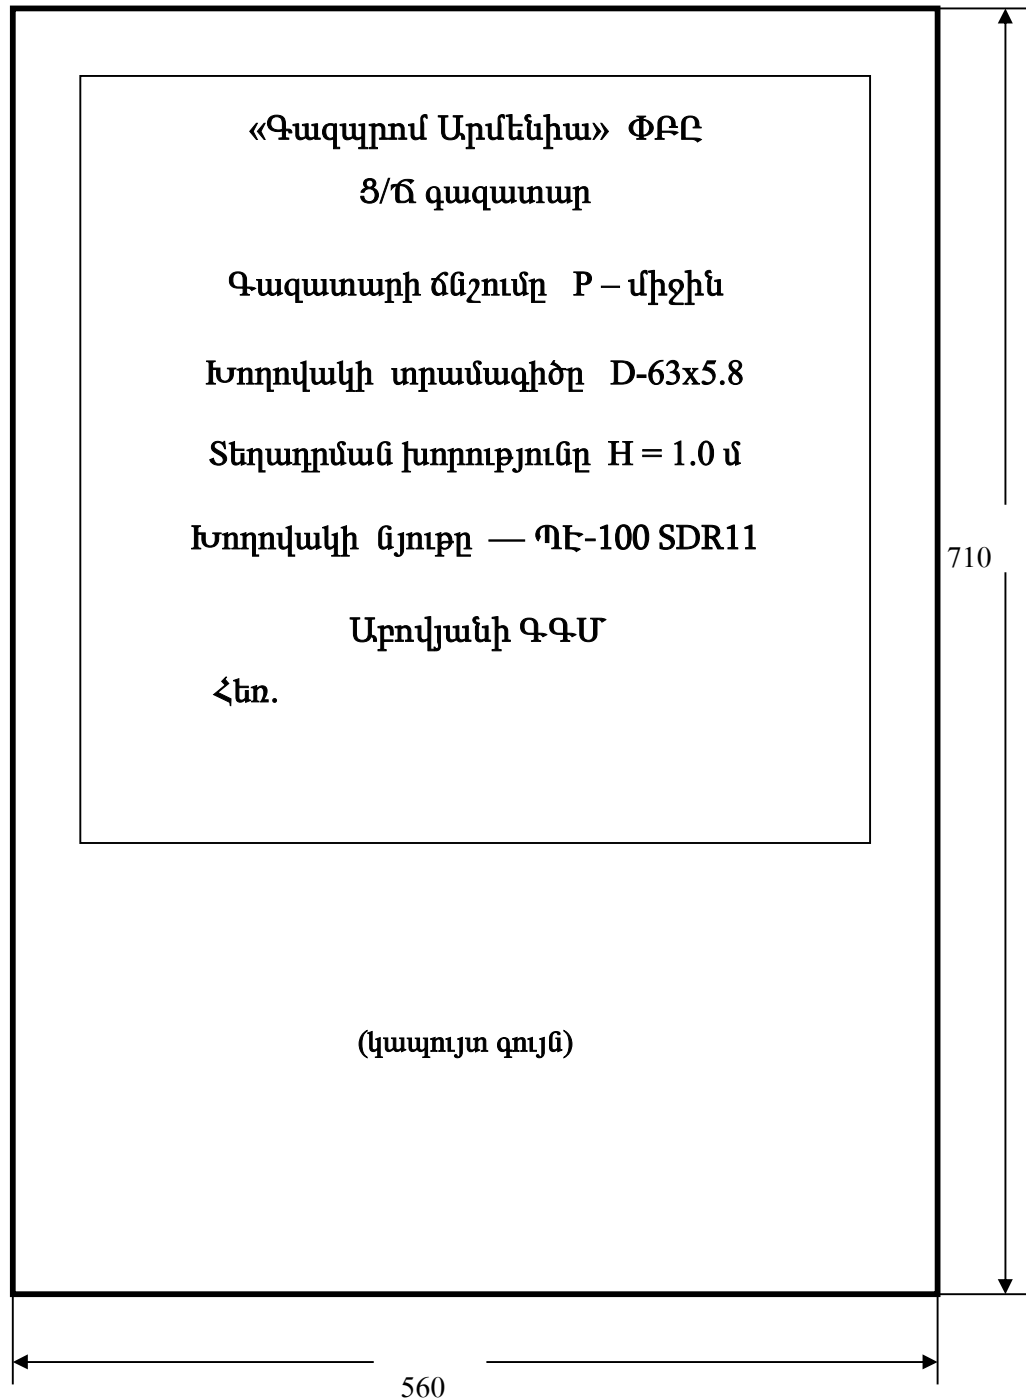 «Գազպրոմ Արմենիա» ՓԲԸ
Ց/Ճ գազատար
Գազատարի ճնշումը P – միջին
Խողովակի տրամագիծը D-63x5.8
Տեղադրման խորությունը H = 1.0 մ
Խողովակի նյութը — ՊԷ-100 SDR11
710
Աբովյանի ԳԳՄ
Հեռ.
(կապույտ գույն)
560